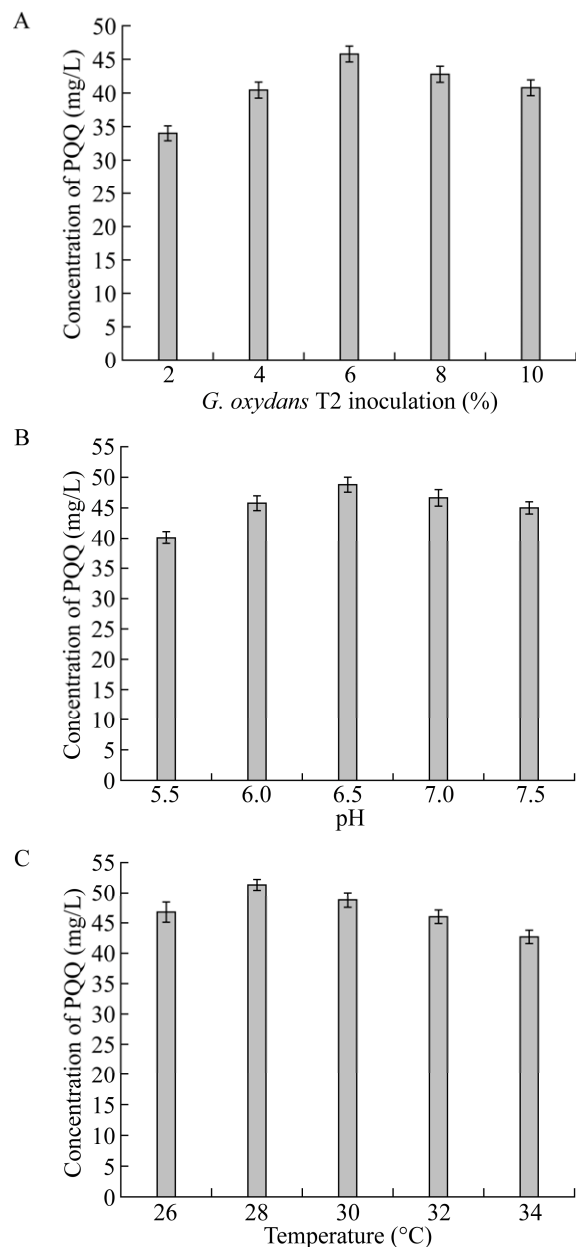 A
Concentration of PQQ (mg/L)
50
45
40
35
30
25
20
15
10
5
0
2 4 6 8 10
G. oxydans T2 inoculation (%)
B
Concentration of PQQ (mg/L)
55
50
45
40
35
30
25
20
15
10
5
0
5.5 6.0 6.5 7.0 7.5
pH
C
Concentration of PQQ (mg/L)
55
50
45
40
35
30
25
20
15
10
5
0
26 28 30 32 34
Temperature (°C)